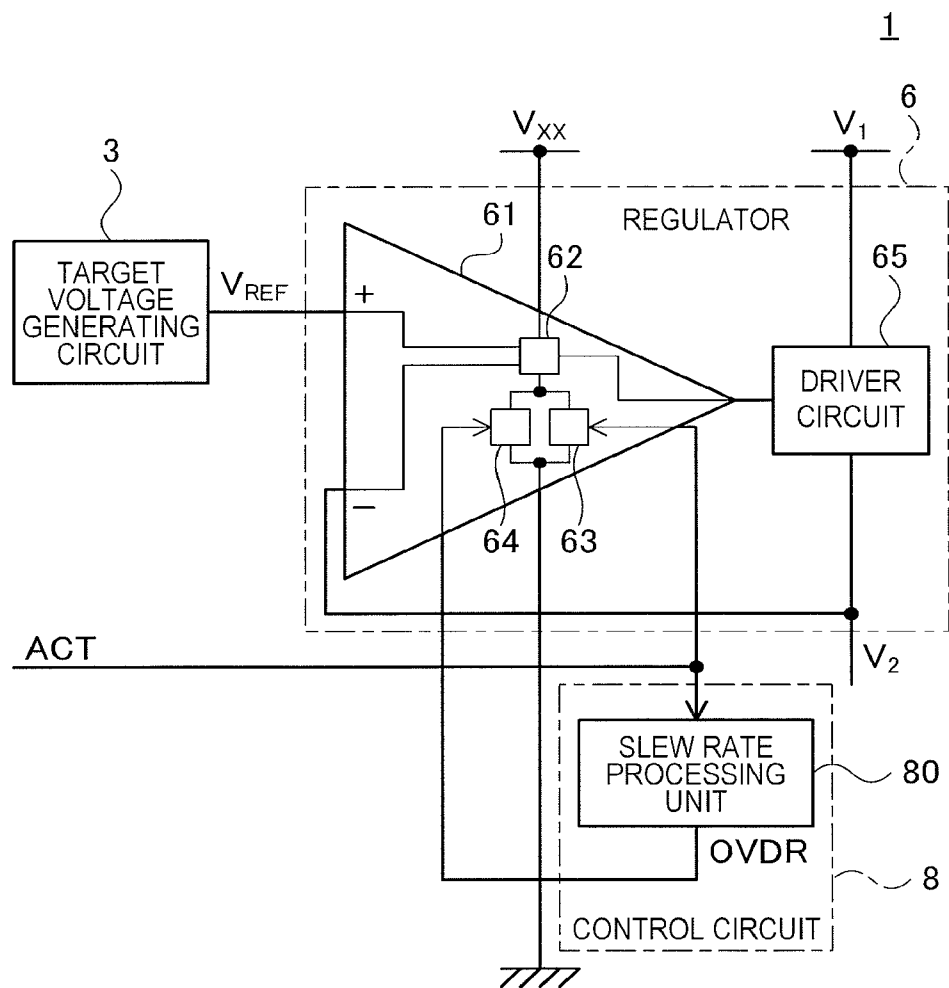 1
6
V_XX
V_1
3
REGULATOR
61
62
65
TARGET
VOLTAGE
GENERATING
CIRCUIT
V_REF
+
DRIVER
CIRCUIT
−
64
63
ACT
V_2
SLEW RATE
PROCESSING
UNIT
80
OVDR
8
CONTROL CIRCUIT